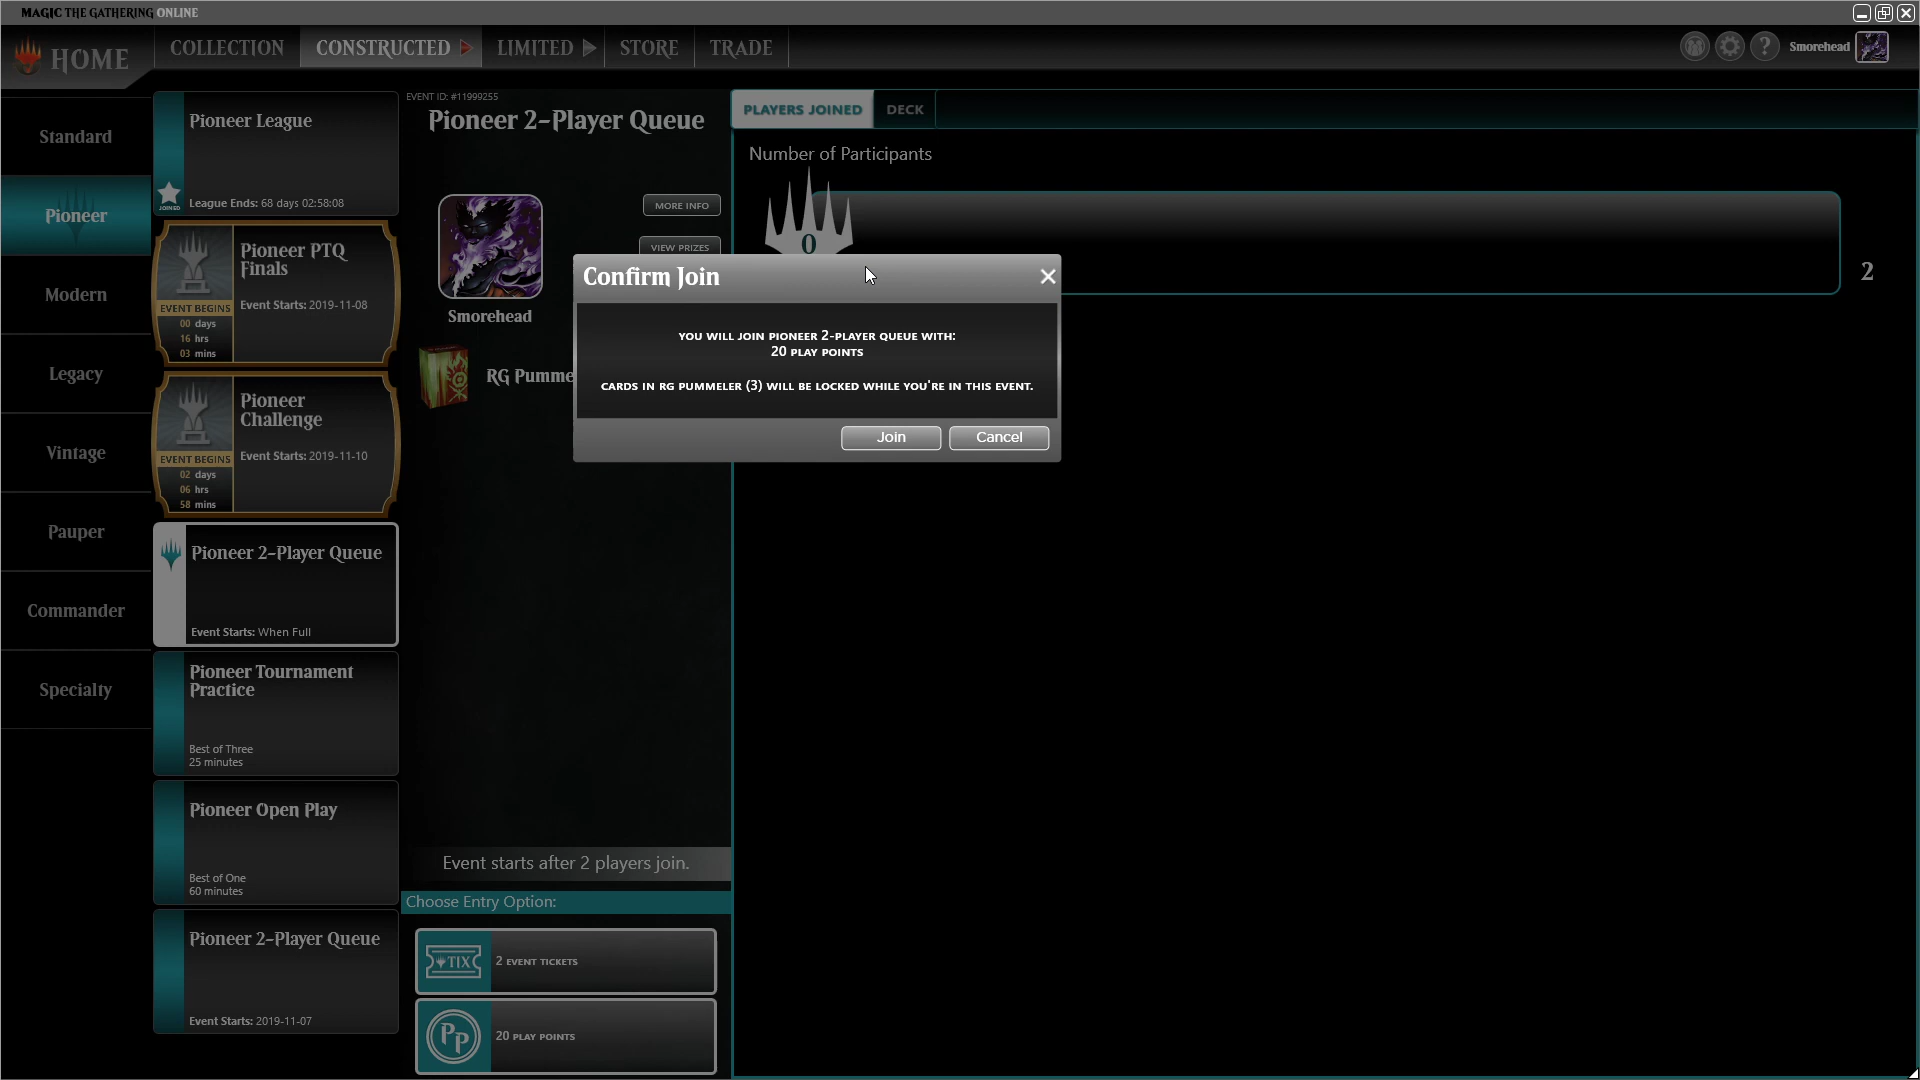 MAGIC THE GATHERING ONLINE
HOME
COLLECTION
CONSTRUCTED
LIMITED
STORE
TRADE
?
Smorehead
Standard
Pioneer
Modern
Legacy
Vintage
Pauper
Commander
Specialty
Pioneer League
JOINED
League Ends: 68 days 02:58:08
Pioneer PTQ
Finals
Event Starts: 2019-11-08
EVENT BEGINS
00 days
16 hrs
03 mins
Pioneer
Challenge
Event Starts: 2019-11-10
EVENT BEGINS
02 days
06 hrs
58 mins
Pioneer 2-Player Queue
Event Starts: When Full
Pioneer Tournament
Practice
Best of Three
25 minutes
Pioneer Open Play
Best of One
60 minutes
Pioneer 2-Player Queue
Event Starts: 2019-11-07
EVENT ID: #11999255
Pioneer 2-Player Queue
MORE INFO
VIEW PRIZES
Smorehead
RG Pumme
PLAYERS JOINED
DECK
Number of Participants
0
2
Confirm Join
YOU WILL JOIN PIONEER 2-PLAYER QUEUE WITH:
20 PLAY POINTS
CARDS IN RG PUMMELER (3) WILL BE LOCKED WHILE YOU'RE IN THIS EVENT.
Join
Cancel
Event starts after 2 players join.
Choose Entry Option:
TIX
2 EVENT TICKETS
PP
20 PLAY POINTS